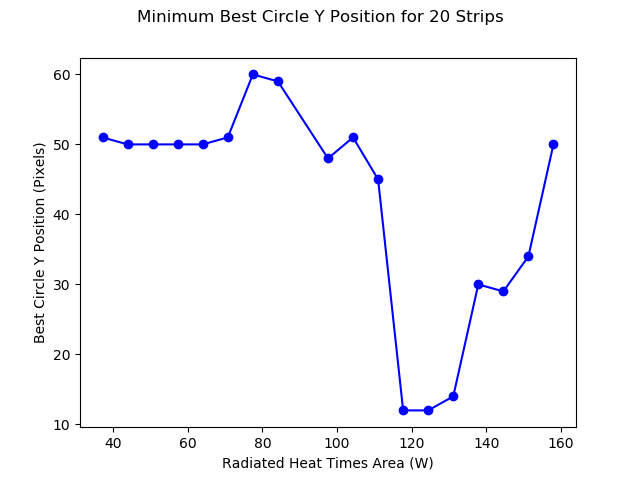 Minimum Best Circle Y Position for 20 Strips
60
50
40
30
20
10
Best Circle Y Position (Pixels)
40 60 80 100 120 140 160
Radiated Heat Times Area (W)